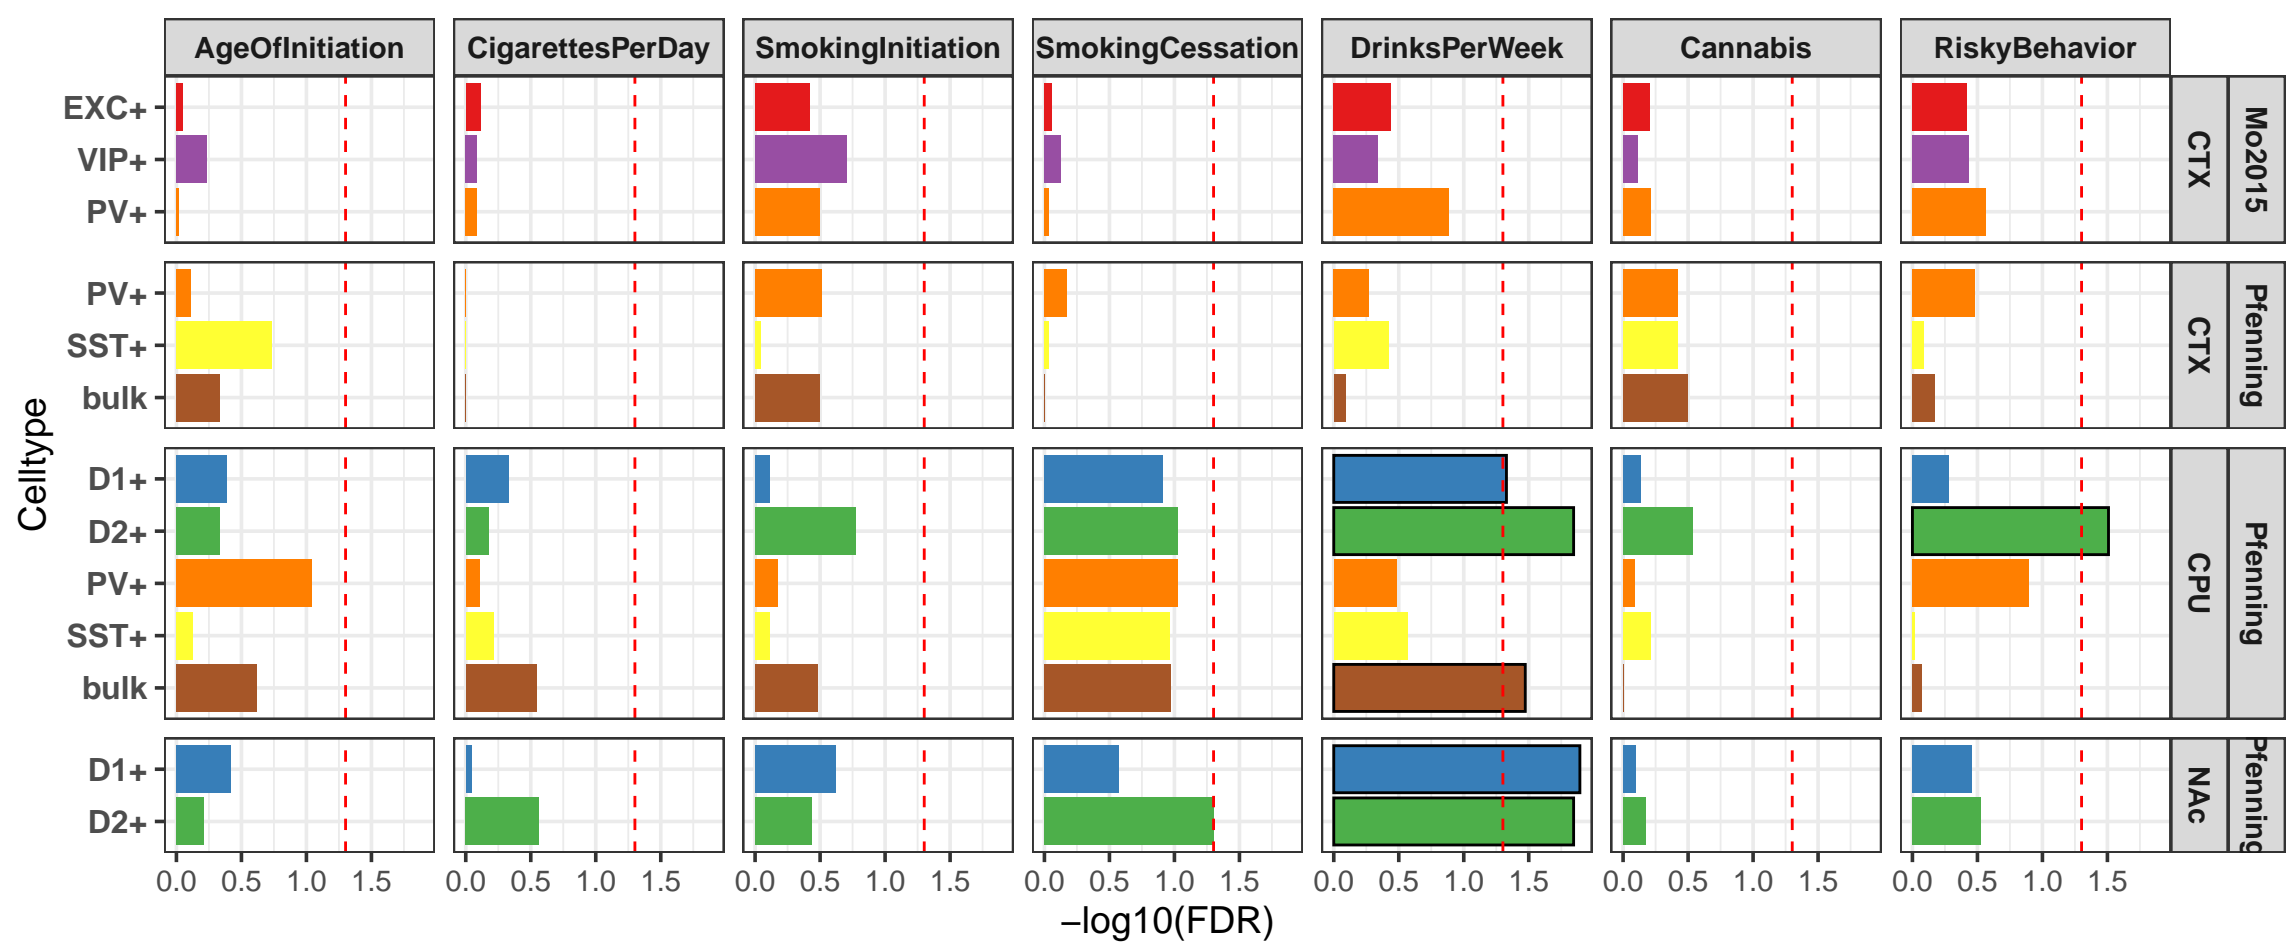 AgeOfInitiation CigarettesPerDay SmokingInitiation SmokingCessation DrinksPerWeek Cannabis RiskyBehavior
EXC+
VIP+
PV+
CTX
Mo2015
PV+
SST+
bulk
CTX
Pfenning
D1+
D2+
PV+
SST+
bulk
CPU
Pfenning
D1+
D2+
NAc
Pfenning
Celltype
0.0 0.5 1.0 1.5 0.0 0.5 1.0 1.5 0.0 0.5 1.0 1.5 0.0 0.5 1.0 1.5 0.0 0.5 1.0 1.5 0.0 0.5 1.0 1.5 0.0 0.5 1.0 1.5
−log10(FDR)